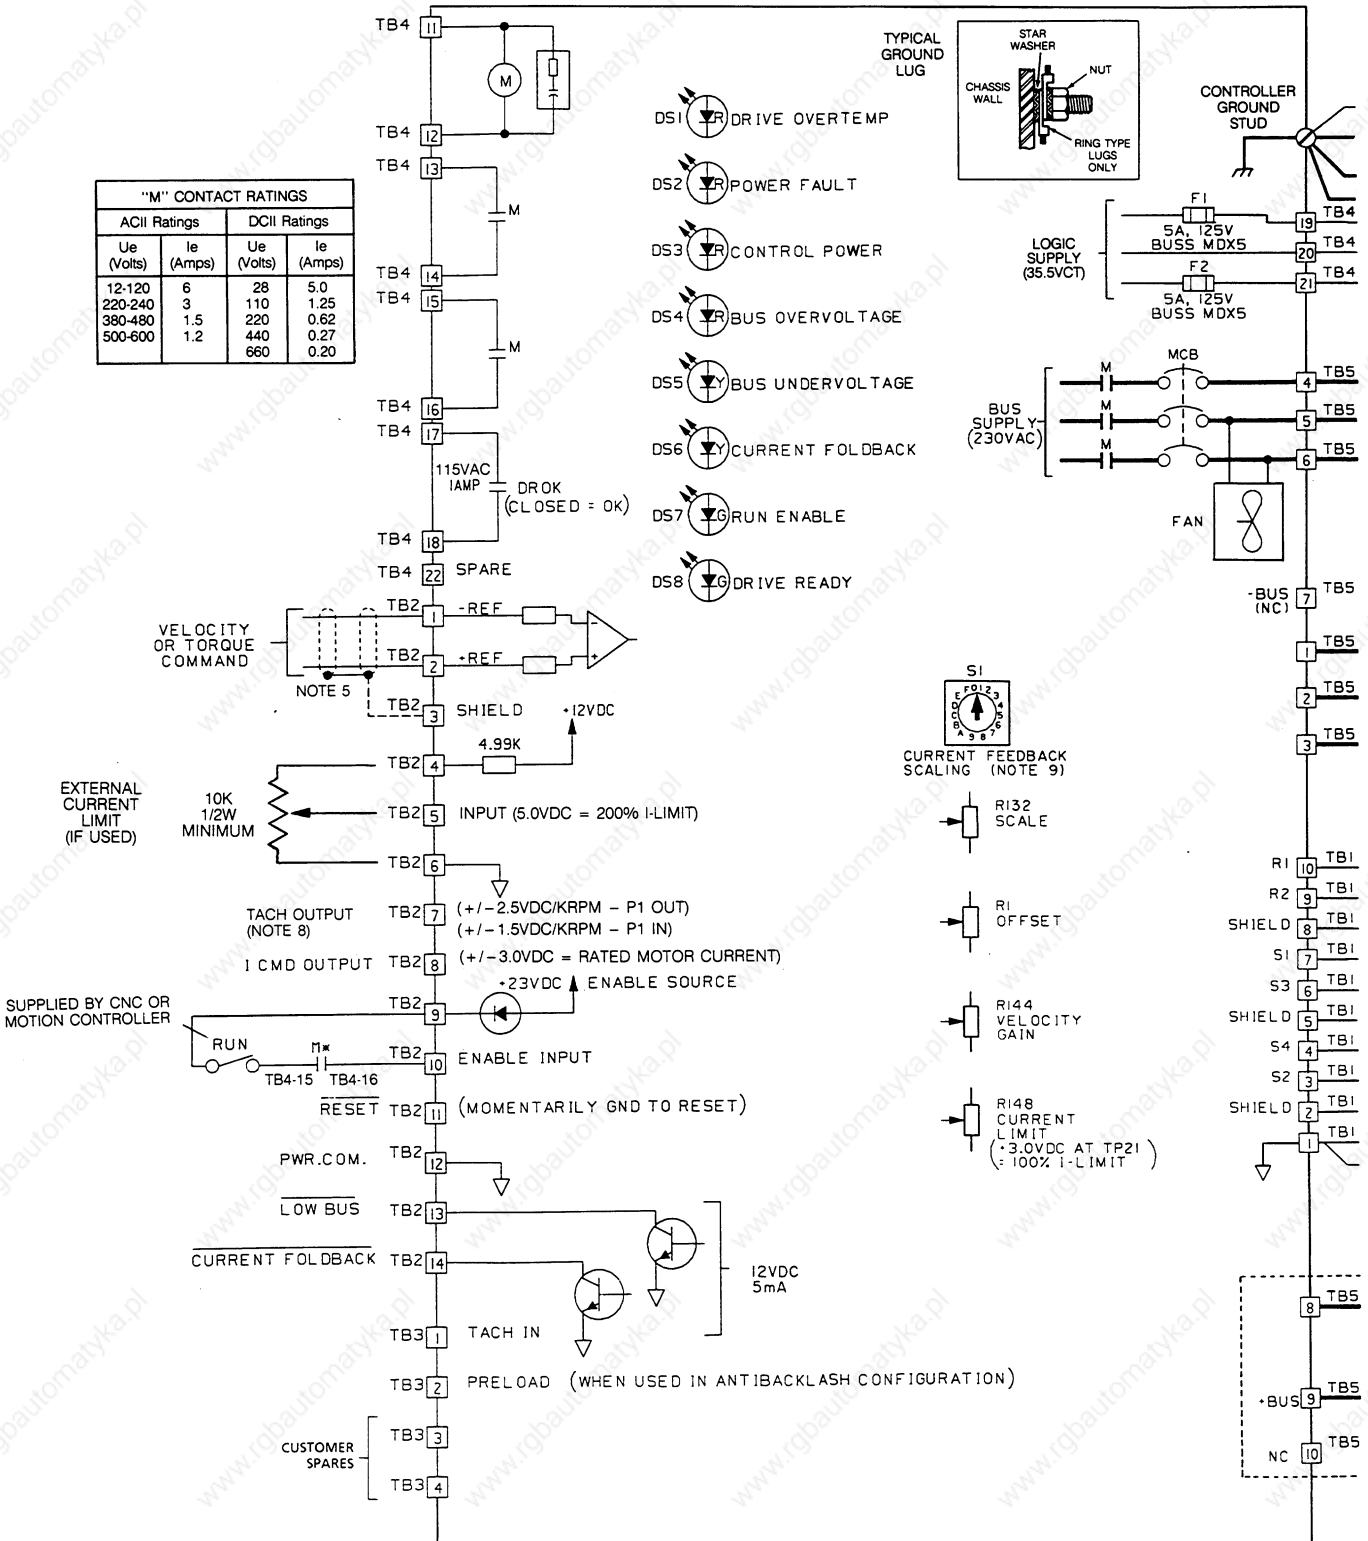 TB4 11
M
TB4 12
TB4 13
M
TB4 14
TB4 15
M
TB4 16
TB4 17
115VAC
1AMP
DROK
(CLOSED = OK)
TB4 18
TB4 22 SPARE
"M" CONTACT RATINGS
ACII Ratings DCII Ratings
Ue (Volts) Ie (Amps) Ue (Volts) Ie (Amps)
12-120 6 28 5.0
220-240 3 110 1.25
380-480 1.5 220 0.62
500-600 1.2 440 0.27
660 0.20
DS1 R DRIVE OVERTEMP
DS2 R POWER FAULT
DS3 R CONTROL POWER
DS4 R BUS OVERVOLTAGE
DS5 Y BUS UNDERVOLTAGE
DS6 Y CURRENT FOLDBACK
DS7 G RUN ENABLE
DS8 G DRIVE READY
TYPICAL
GROUND
LUG
STAR
WASHER
NUT
CHASSIS
WALL
RING TYPE
LUGS
ONLY
CONTROLLER
GROUND
STUD
LOGIC
SUPPLY
(35.5VCT)
F1
5A, 125V
BUSS MDX5
F2
5A, 125V
BUSS MDX5
19 TB4
20 TB4
21 TB4
BUS
SUPPLY
(230VAC)
MCB
M
M
M
4 TB5
5 TB5
6 TB5
FAN
-BUS
(NC)
7 TB5
1 TB5
2 TB5
3 TB5
VELOCITY
OR TORQUE
COMMAND
NOTE 5
TB2 1 -REF
-
+
TB2 2 +REF
TB2 3 SHIELD
+12VDC
4.99K
TB2 4
EXTERNAL
CURRENT
LIMIT
(IF USED)
10K
1/2W
MINIMUM
TB2 5 INPUT (5.0VDC = 200% I-LIMIT)
TB2 6
TACH OUTPUT
(NOTE 8)
TB2 7 (+/-2.5VDC/KRPM - P1 OUT)
(+/-1.5VDC/KRPM - P1 IN)
I CMD OUTPUT TB2 8 (+/-3.0VDC = RATED MOTOR CURRENT)
+23VDC ENABLE SOURCE
TB2 9
SUPPLIED BY CNC OR
MOTION CONTROLLER
RUN
M*
TB4-15 TB4-16
TB2 10 ENABLE INPUT
RESET TB2 11 (MOMENTARILY GND TO RESET)
PWR.COM. TB2 12
LOW BUS TB2 13
CURRENT FOLDBACK TB2 14
12VDC
5mA
TB3 1 TACH IN
TB3 2 PRELOAD (WHEN USED IN ANTIBACKLASH CONFIGURATION)
CUSTOMER
SPARES
TB3 3
TB3 4
S1
F 0 1 2 3 4 5 6 7 8 9 A B C D E
CURRENT FEEDBACK
SCALING (NOTE 9)
R132
SCALE
R1
OFFSET
R144
VELOCITY
GAIN
R148
CURRENT
LIMIT
(+3.0VDC AT TP21
= 100% I-LIMIT)
R1 10 TB1
R2 9 TB1
SHIELD 8 TB1
S1 7 TB1
S3 6 TB1
SHIELD 5 TB1
S4 4 TB1
S2 3 TB1
SHIELD 2 TB1
1 TB1
8 TB5
+BUS 9 TB5
NC 10 TB5
www.rgbautomatyka.pl